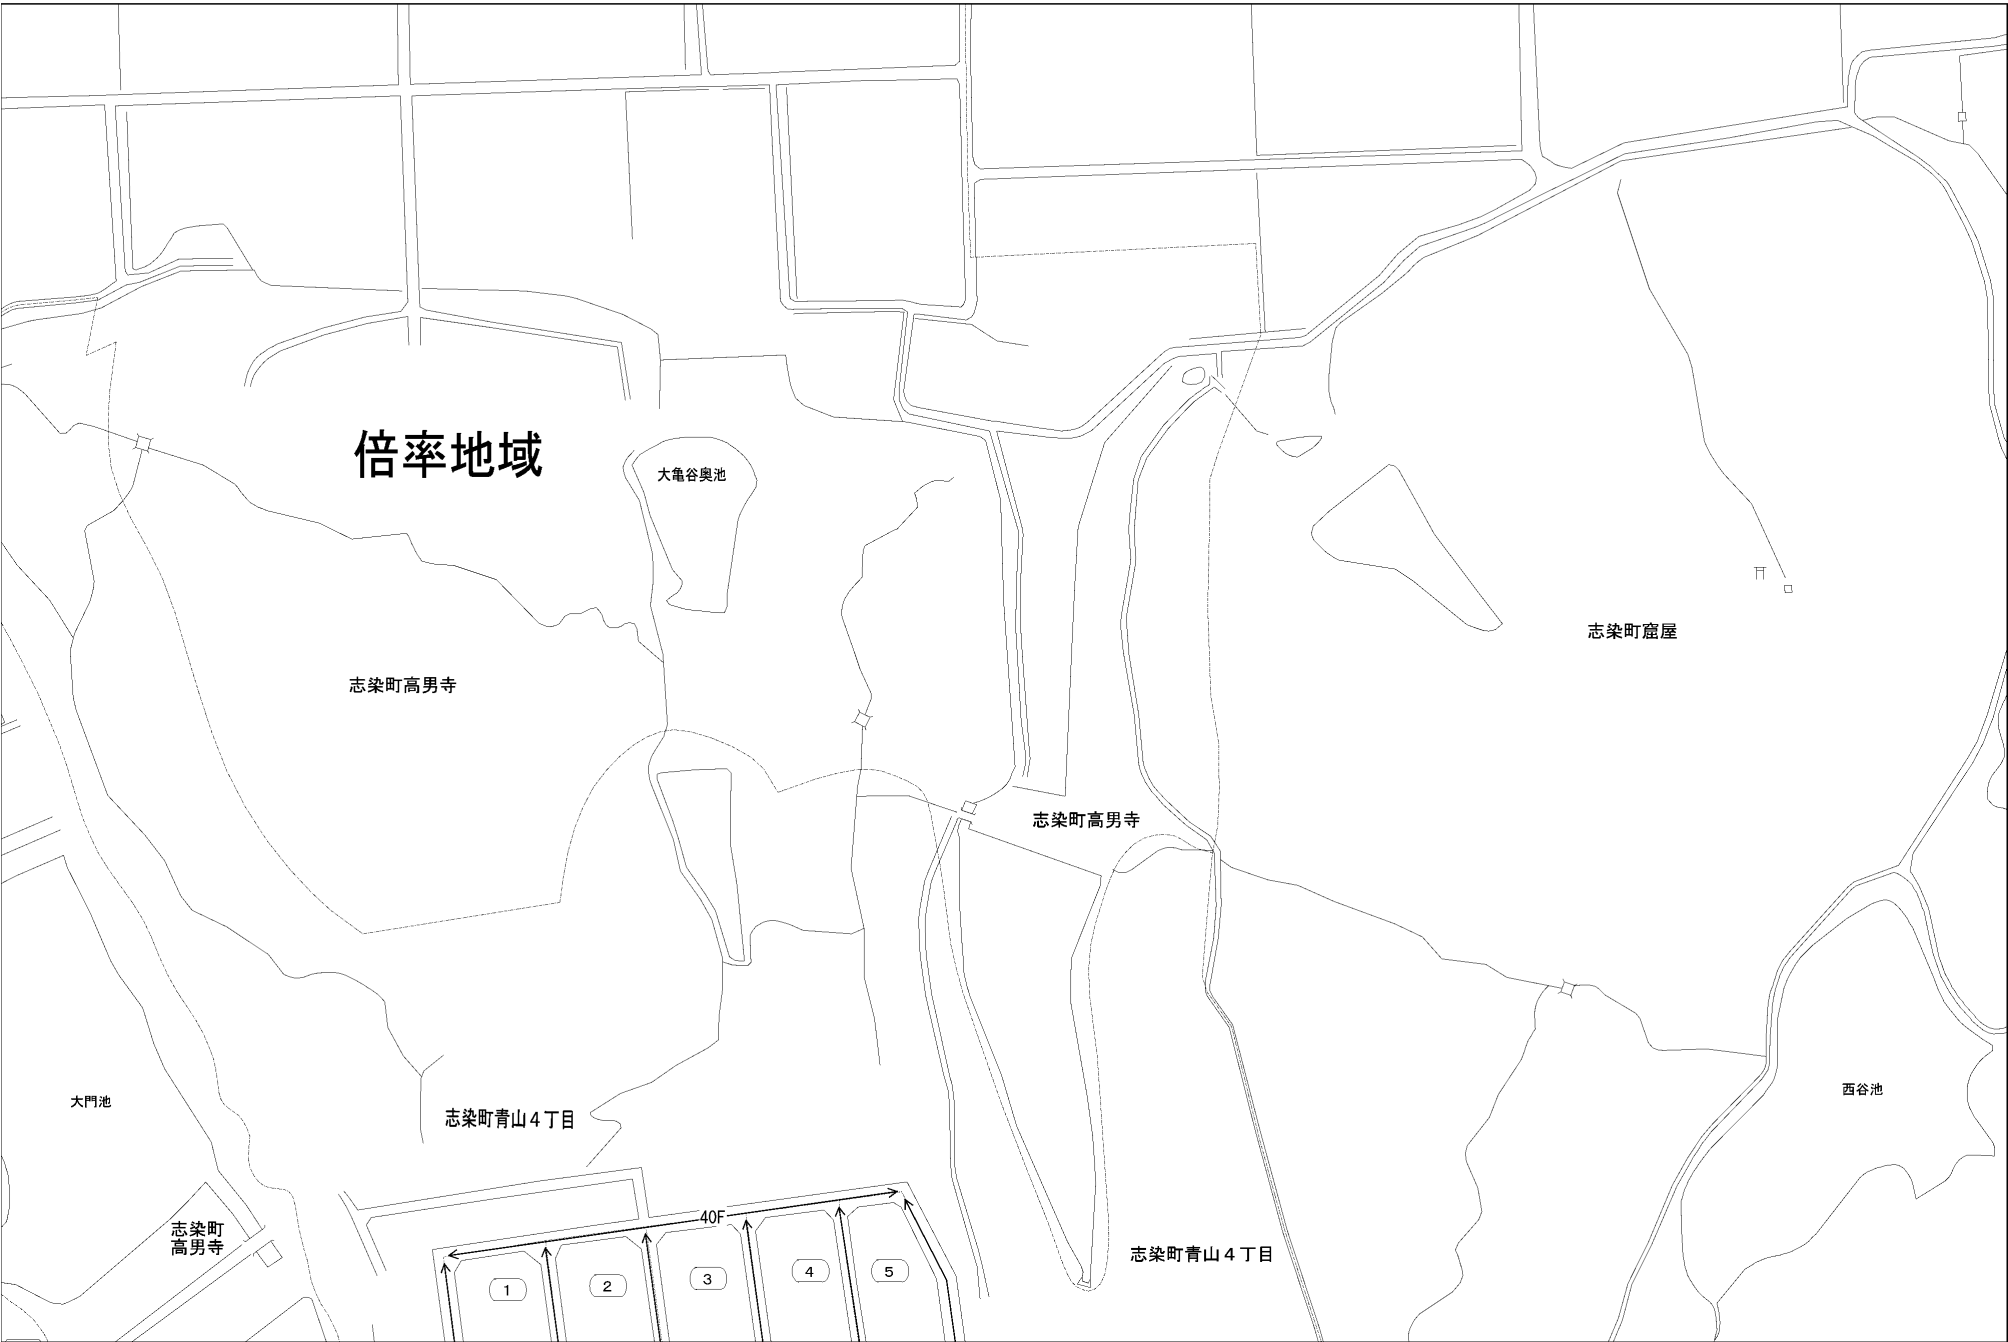 倍率地域
大亀谷奥池
志染町窟屋
志染町高男寺
志染町高男寺
西谷池
大門池
志染町青山4丁目
志染町
高男寺
40F
志染町青山4丁目
1
2
3
4
5